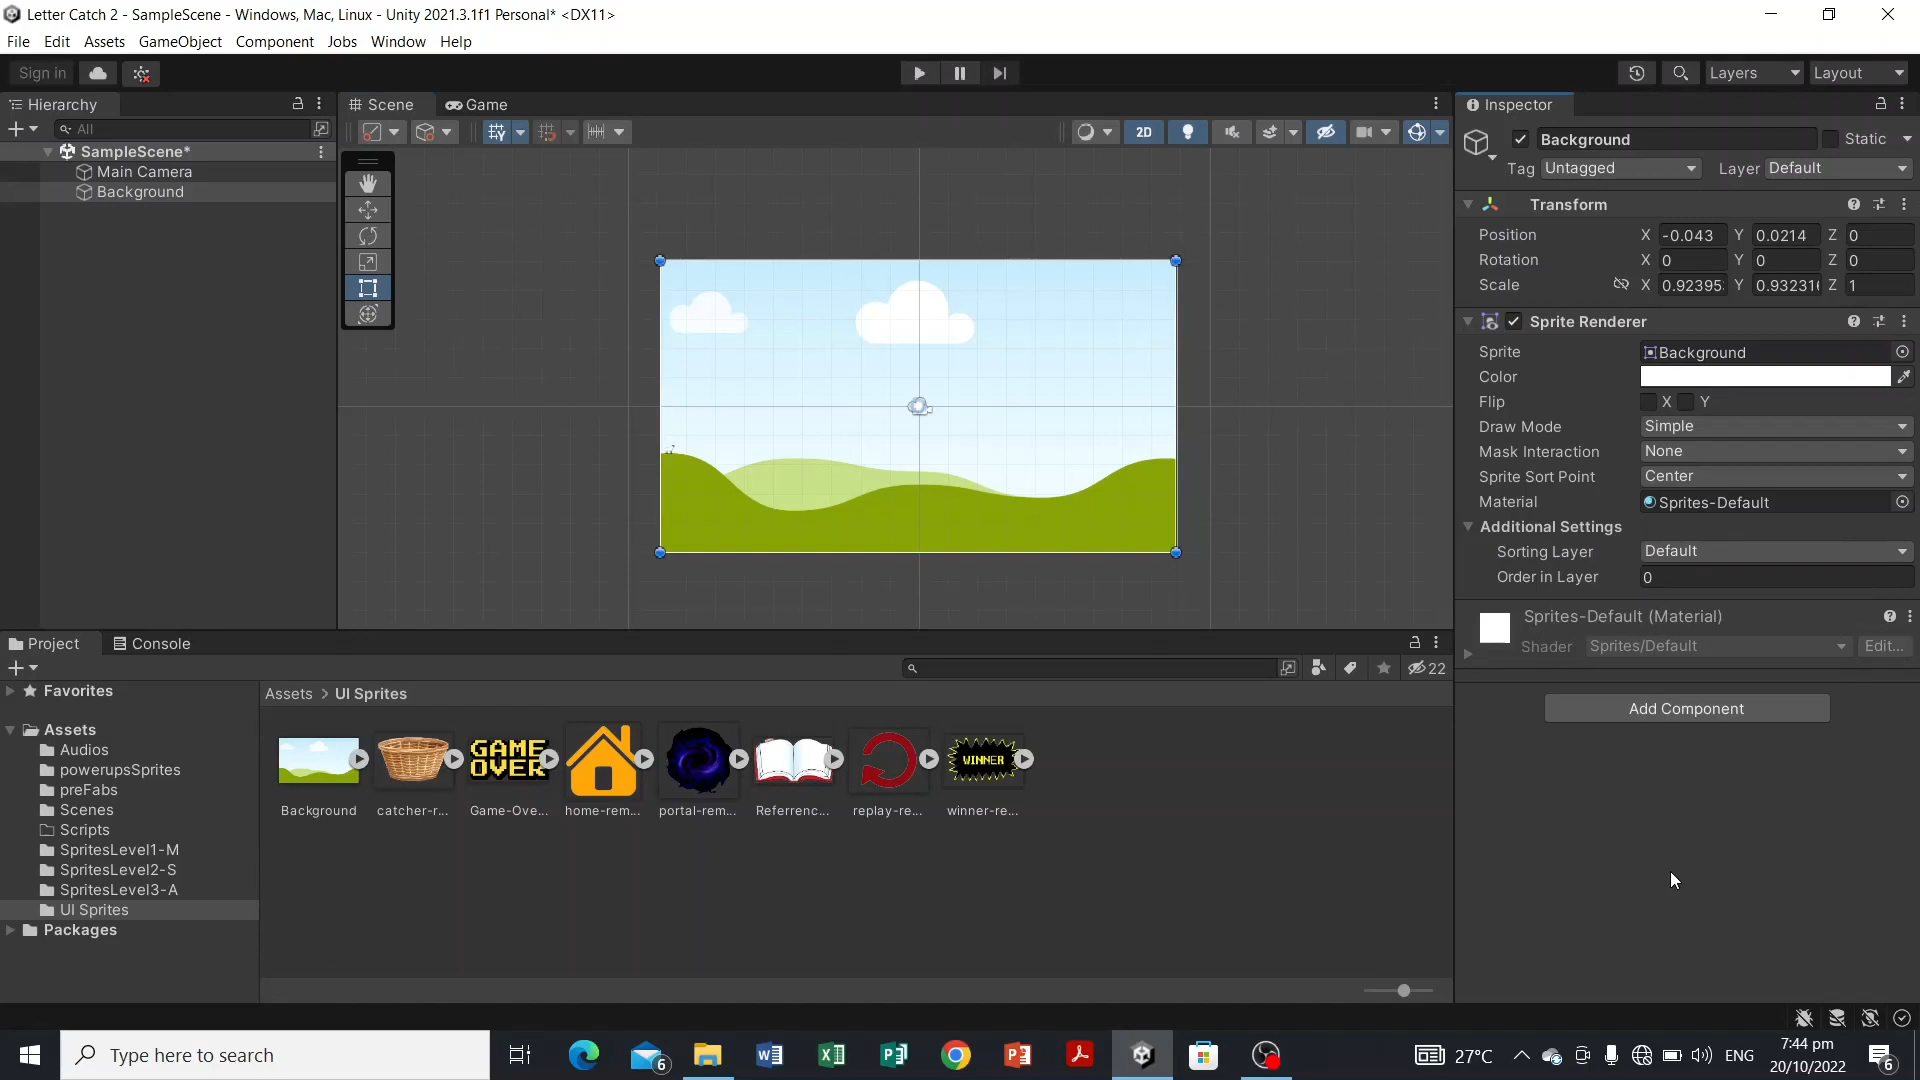 Letter Catch 2 - SampleScene - Windows, Mac, Linux - Unity 2021.3.1f1 Personal* <DX11>
File Edit Assets GameObject Component Jobs Window Help
Sign in Layers Layout
Hierarchy
All
SampleScene*
Main Camera
Background
Scene Game
2D
Inspector
Background Static
Tag Untagged Layer Default
Transform
Position X -0.043 Y 0.0214 Z 0
Rotation X 0 Y 0 Z 0
Scale X 0.92395 Y 0.93231 Z 1
Sprite Renderer
Sprite Background
Color
Flip X Y
Draw Mode Simple
Mask Interaction None
Sprite Sort Point Center
Material Sprites-Default
Additional Settings
Sorting Layer Default
Order in Layer 0
Sprites-Default (Material)
Shader Sprites/Default Edit...
Add Component
Project Console
22
Favorites
Assets
Audios
powerupsSprites
preFabs
Scenes
Scripts
SpritesLevel1-M
SpritesLevel2-S
SpritesLevel3-A
UI Sprites
Packages
Assets > UI Sprites
GAME
OVER
WINNER
Background catcher-r... Game-Ove... home-rem... portal-rem... Referrenc... replay-re... winner-re...
Type here to search
6
27°C
ENG
7:44 pm
20/10/2022
6